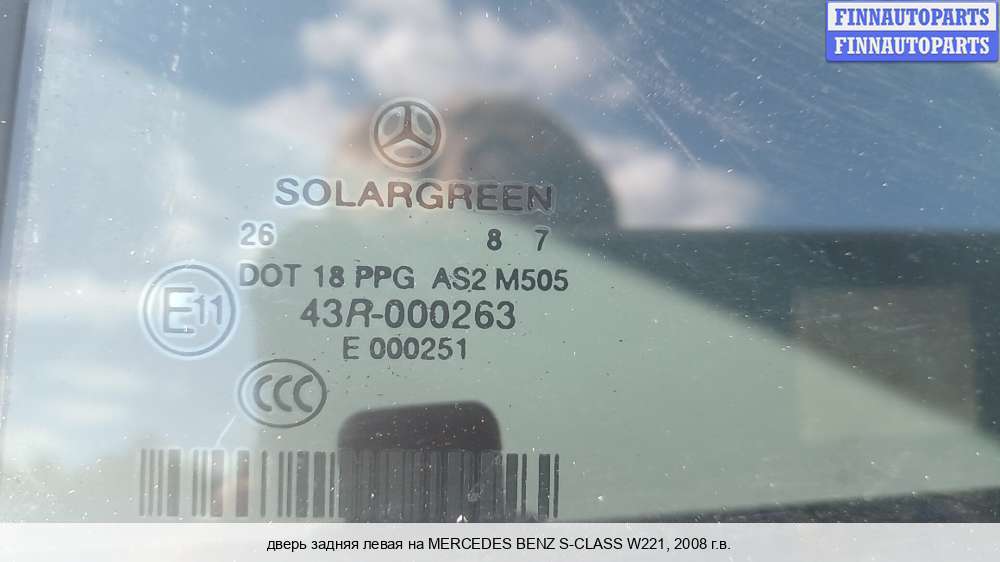 FINNAUTOPARTS
FINNAUTOPARTS
SOLARGREEN
26 8 7
DOT 18 PPG AS2 M505
E11 43R-000263
E 000251
CCC
дверь задняя левая на MERCEDES BENZ S-CLASS W221, 2008 г.в.